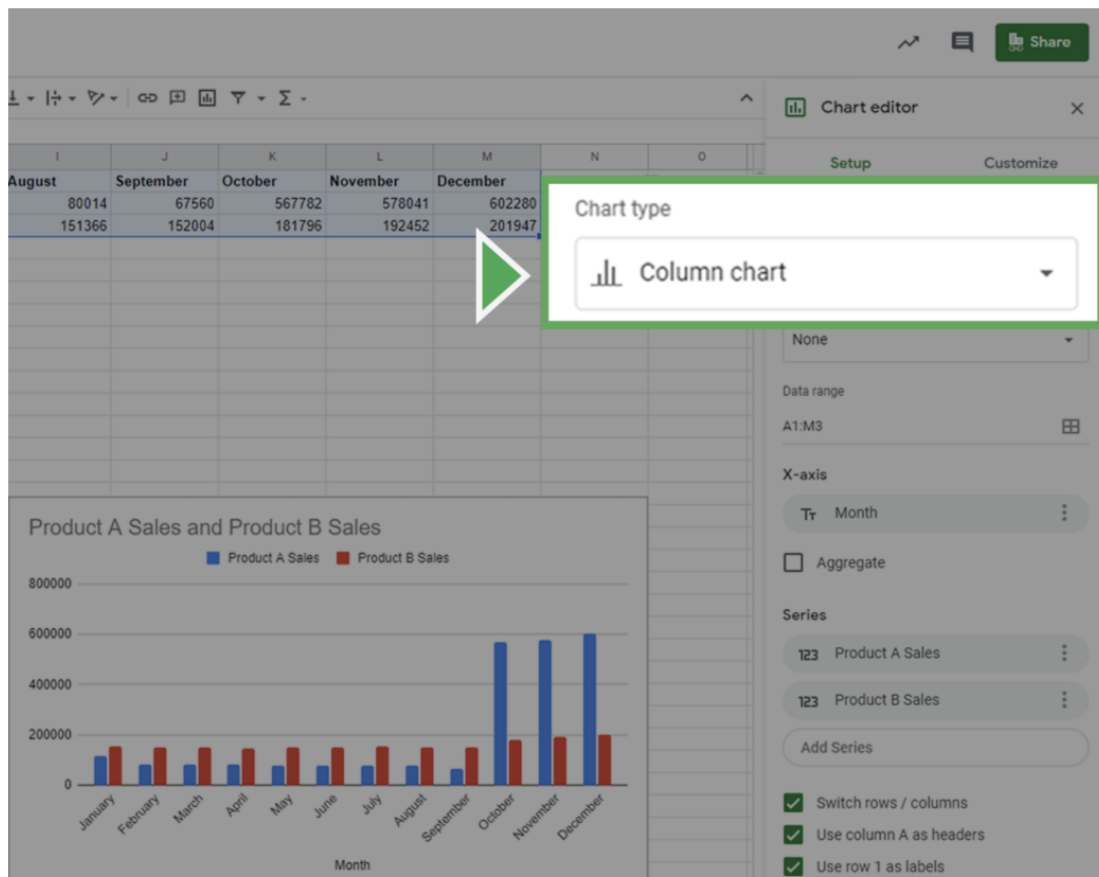 Share
Chart editor
Setup Customize
I J K L M N O
August September October November December
80014 67560 567782 578041 602280
151366 152004 181796 192452 201947
Chart type
Column chart
None
Data range
A1:M3
X-axis
Tт Month
Aggregate
Series
123 Product A Sales
123 Product B Sales
Add Series
Switch rows / columns
Use column A as headers
Use row 1 as labels
Product A Sales and Product B Sales
Product A Sales Product B Sales
800000
600000
400000
200000
0
January February March April May June July August September October November December
Month